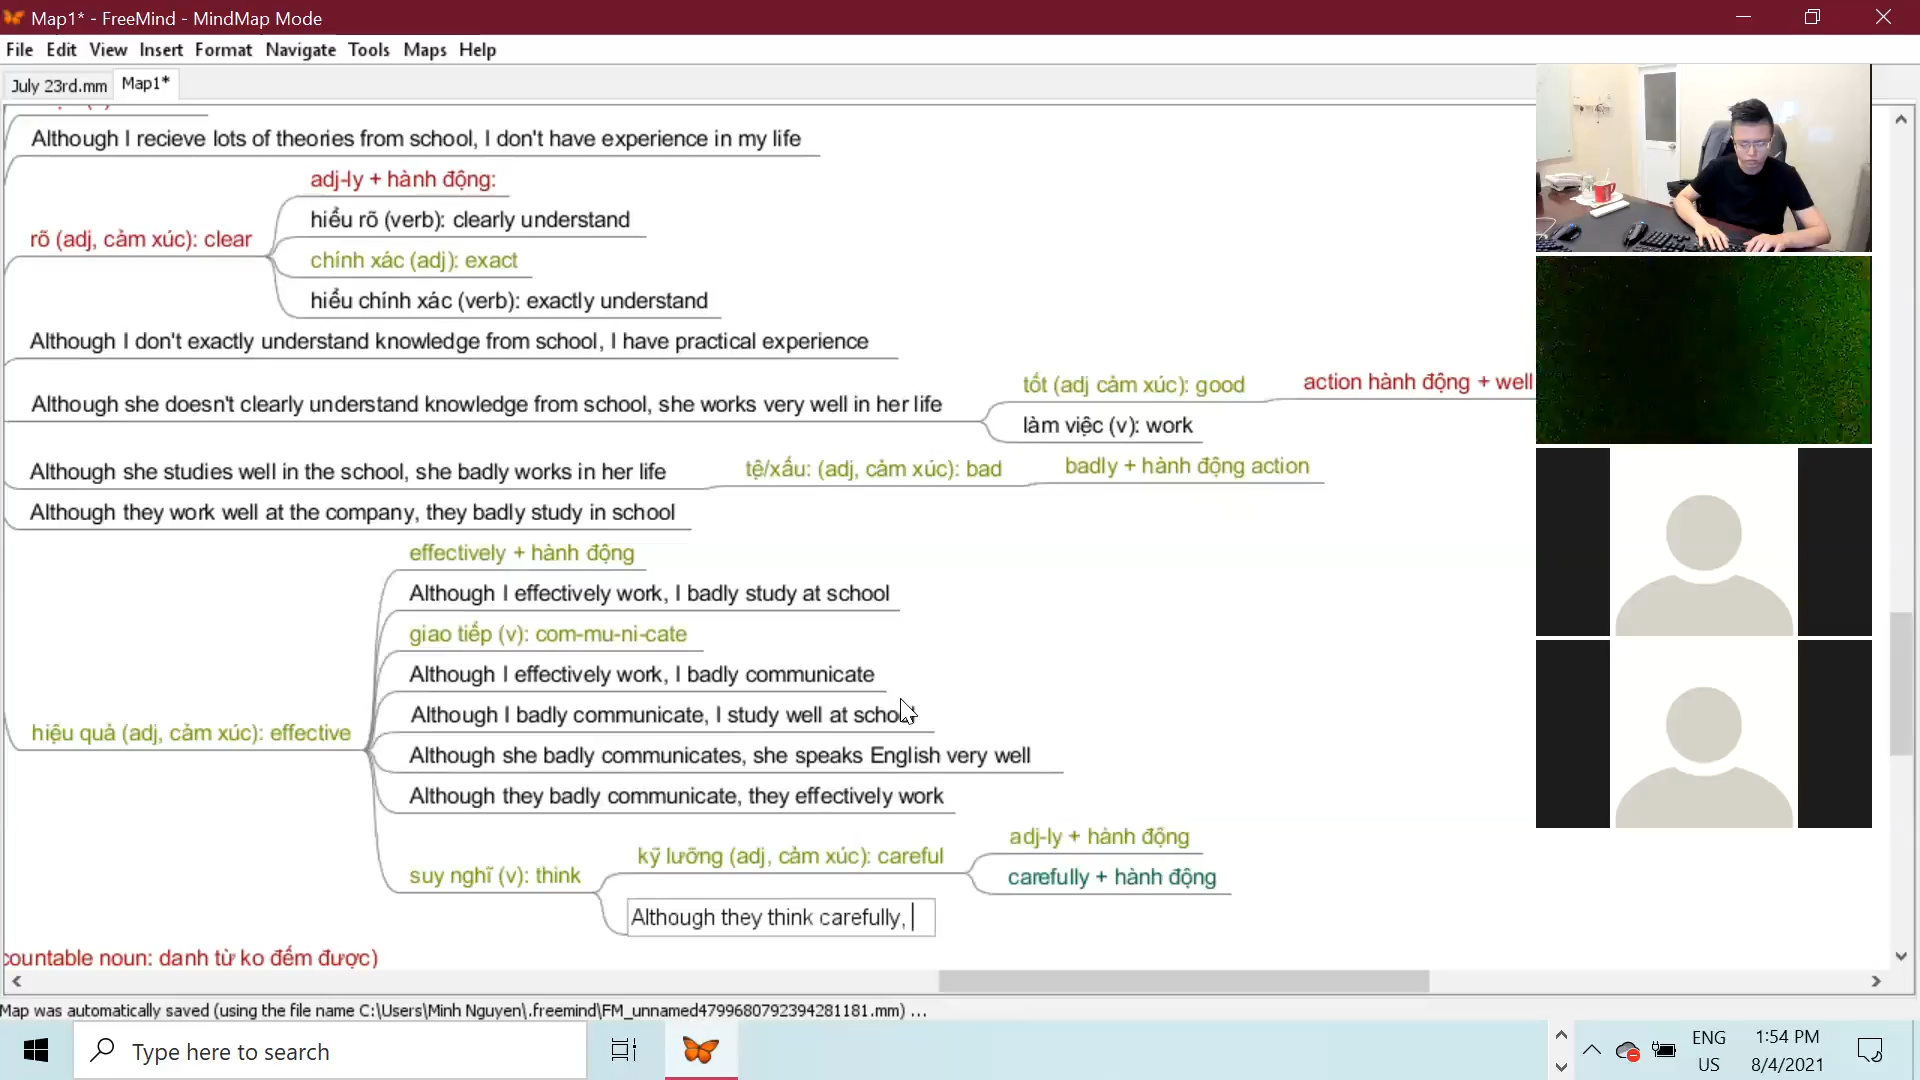 Map1* - FreeMind - MindMap Mode
File Edit View Insert Format Navigate Tools Maps Help
July 23rd.mm Map1*
Although I recieve lots of theories from school, I don't have experience in my life
adj-ly + hành động:
hiểu rõ (verb): clearly understand
rõ (adj, cảm xúc): clear
chính xác (adj): exact
hiểu chính xác (verb): exactly understand
Although I don't exactly understand knowledge from school, I have practical experience
tốt (adj cảm xúc): good
action hành động + well
Although she doesn't clearly understand knowledge from school, she works very well in her life
làm việc (v): work
Although she studies well in the school, she badly works in her life
tệ/xấu: (adj, cảm xúc): bad
badly + hành động action
Although they work well at the company, they badly study in school
effectively + hành động
Although I effectively work, I badly study at school
giao tiếp (v): com-mu-ni-cate
Although I effectively work, I badly communicate
Although I badly communicate, I study well at school
hiệu quả (adj, cảm xúc): effective
Although she badly communicates, she speaks English very well
Although they badly communicate, they effectively work
adj-ly + hành động
kỹ lưỡng (adj, cảm xúc): careful
suy nghĩ (v): think
carefully + hành động
Although they think carefully,
countable noun: danh từ ko đếm được)
Map was automatically saved (using the file name C:\Users\Minh Nguyen\.freemind\FM_unnamed4799680792394281181.mm) ...
Type here to search
ENG
US
1:54 PM
8/4/2021